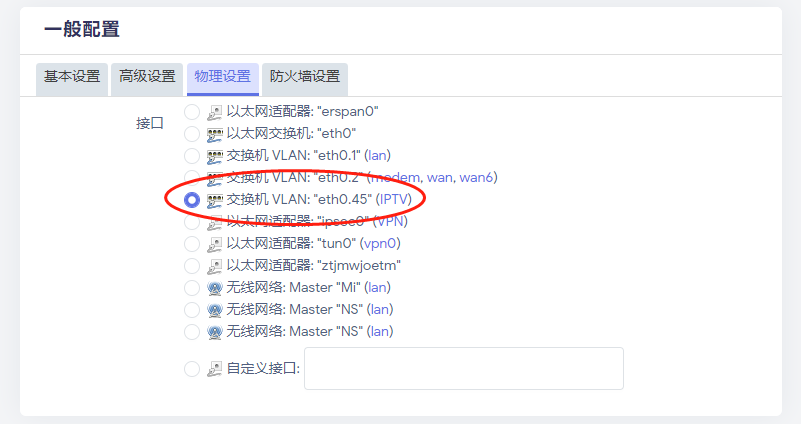 一般配置
基本设置 高级设置 物理设置 防火墙设置
接口
以太网适配器: "erspan0"
以太网交换机: "eth0"
交换机 VLAN: "eth0.1" (lan)
交换机 VLAN: "eth0.2" (modem, wan, wan6)
交换机 VLAN: "eth0.45" (IPTV)
以太网适配器: "ipsec0" (VPN)
以太网适配器: "tun0" (vpn0)
以太网适配器: "ztjmwjoetm"
无线网络: Master "Mi" (lan)
无线网络: Master "NS" (lan)
无线网络: Master "NS" (lan)
自定义接口: